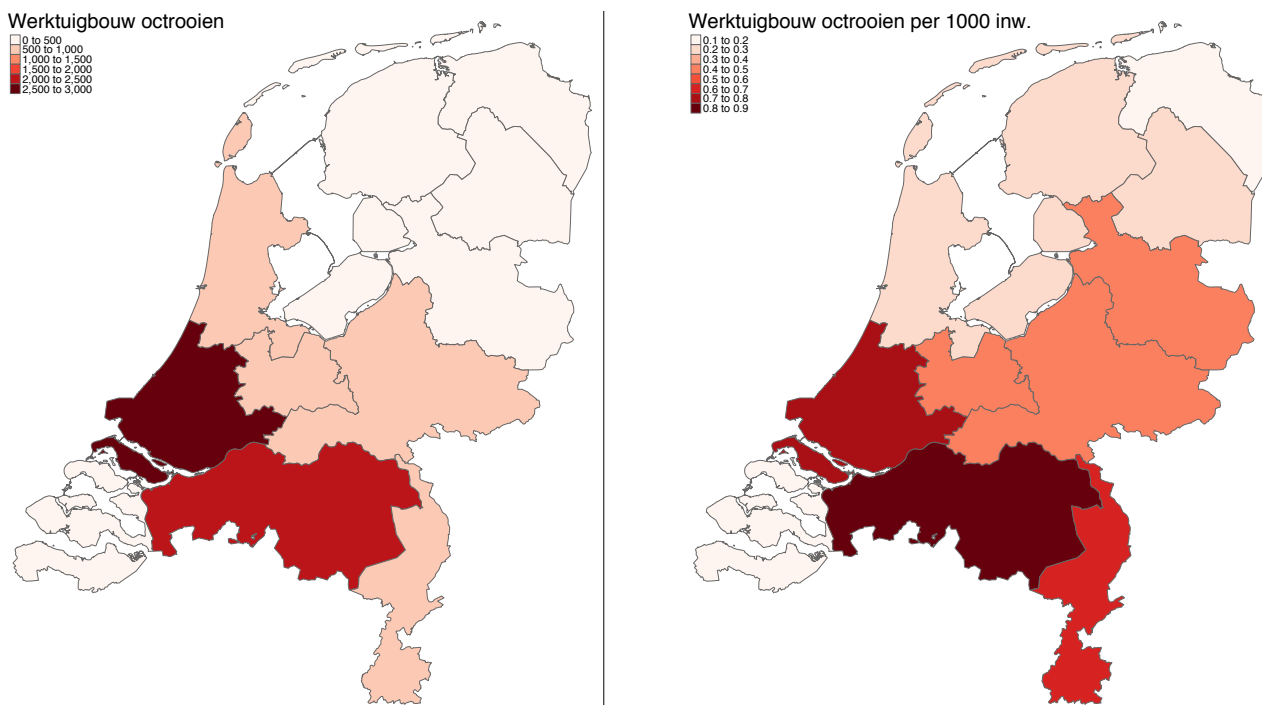 Werktuigbouw octrooien
0 to 500
500 to 1,000
1,000 to 1,500
1,500 to 2,000
2,000 to 2,500
2,500 to 3,000
Werktuigbouw octrooien per 1000 inw.
0.1 to 0.2
0.2 to 0.3
0.3 to 0.4
0.4 to 0.5
0.5 to 0.6
0.6 to 0.7
0.7 to 0.8
0.8 to 0.9